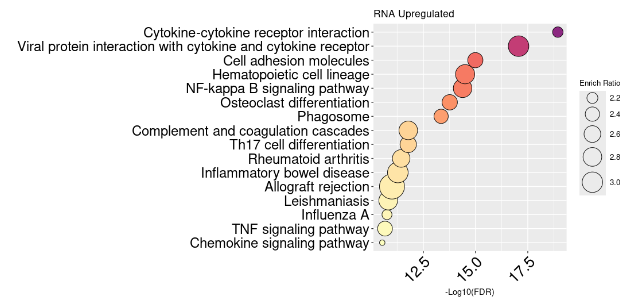 RNA Upregulated
Cytokine-cytokine receptor interaction
Viral protein interaction with cytokine and cytokine receptor
Cell adhesion molecules
Hematopoietic cell lineage
NF-kappa B signaling pathway
Osteoclast differentiation
Phagosome
Complement and coagulation cascades
Th17 cell differentiation
Rheumatoid arthritis
Inflammatory bowel disease
Allograft rejection
Leishmaniasis
Influenza A
TNF signaling pathway
Chemokine signaling pathway
12.5
15.0
17.5
-Log10(FDR)
Enrich Ratio
2.2
2.4
2.6
2.8
3.0